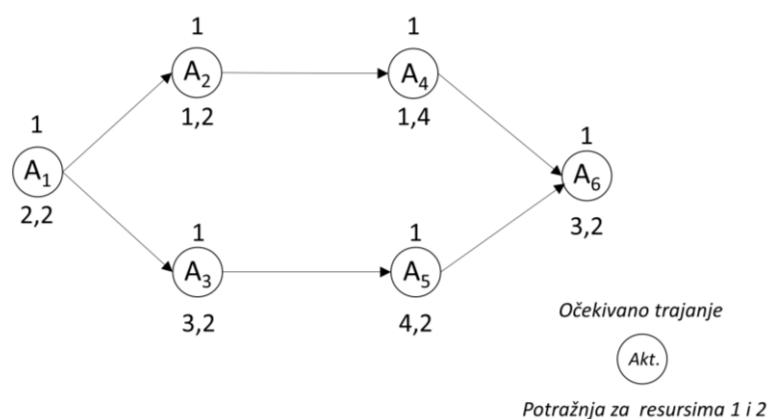 1
1
A2
A4
1,2
1,4
1
1
A1
A6
2,2
3,2
1
1
A3
A5
3,2
4,2
Očekivano trajanje
Akt.
Potražnja za resursima 1 i 2